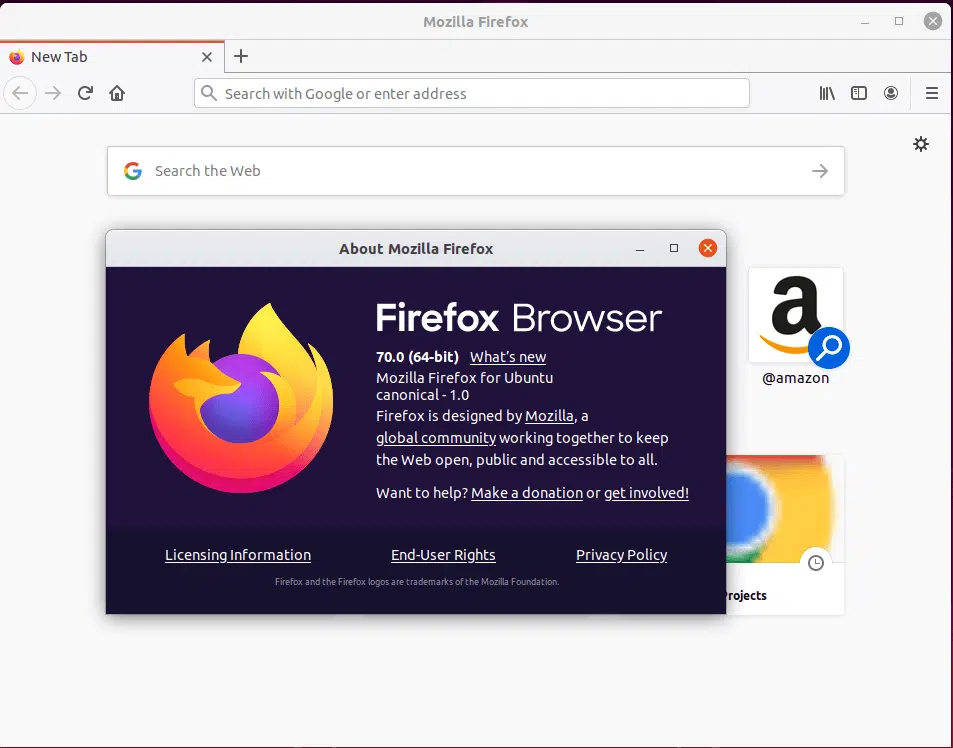 Mozilla Firefox
New Tab
Search with Google or enter address
Search the Web
About Mozilla Firefox
Firefox Browser
70.0 (64-bit) What's new
Mozilla Firefox for Ubuntu
canonical - 1.0
Firefox is designed by Mozilla, a
global community working together to keep
the Web open, public and accessible to all.
Want to help? Make a donation or get involved!
Licensing Information End-User Rights Privacy Policy
Firefox and the Firefox logos are trademarks of the Mozilla Foundation.
a
@amazon
rojects